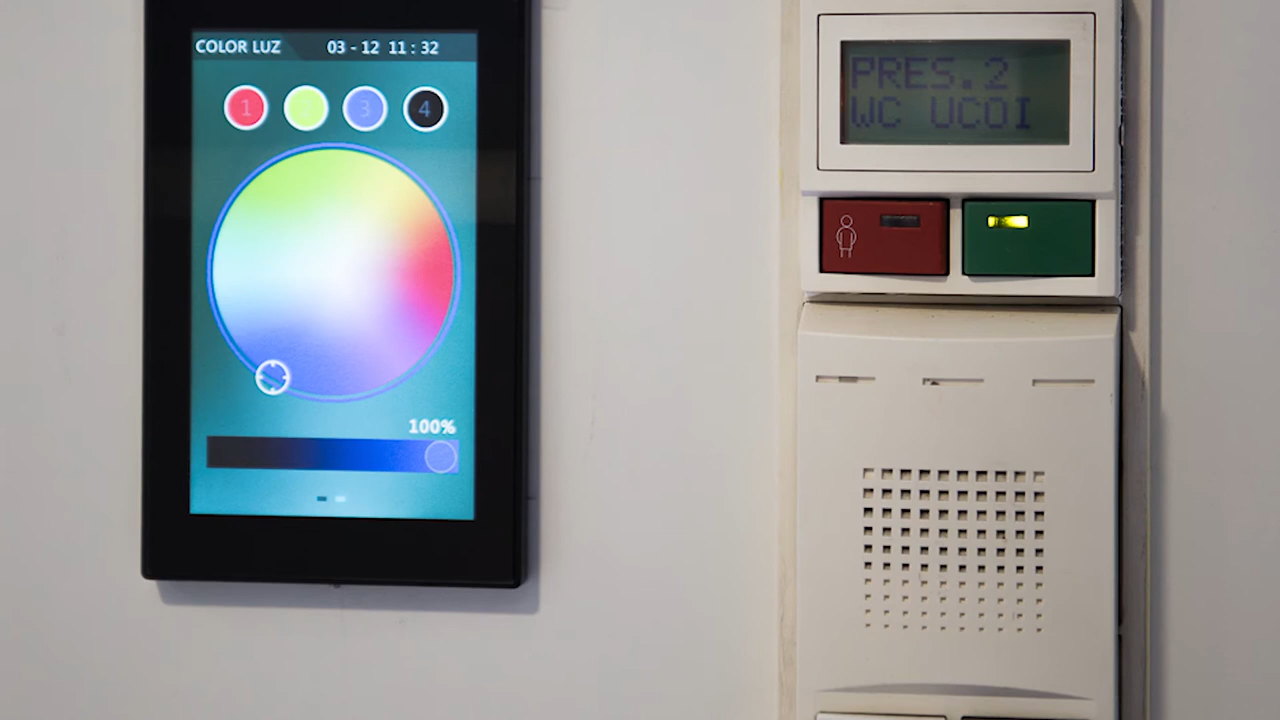 COLOR LUZ 03 - 12 11 : 32
1 3 4
100%
PRES.2
WC UCOI